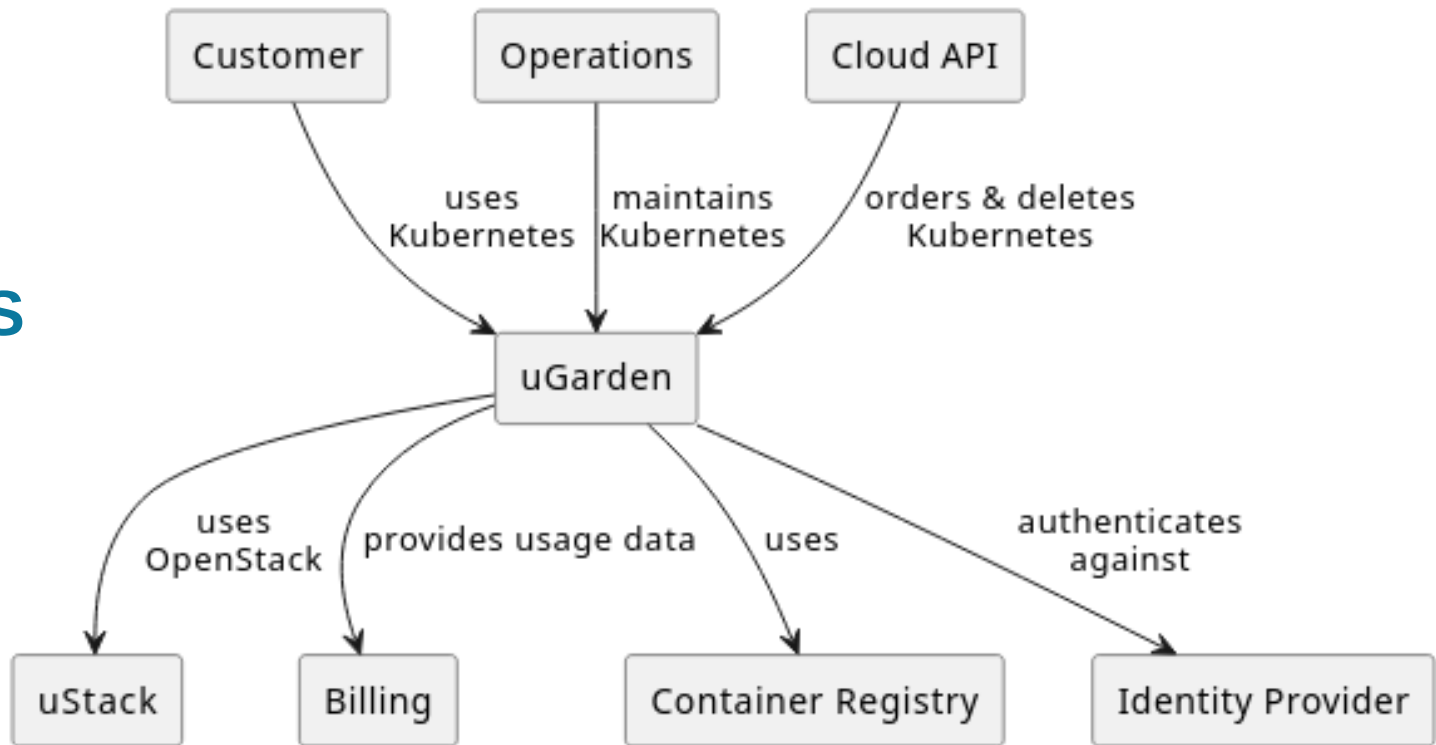 Customer
Operations
Cloud API
uses
Kubernetes
maintains
Kubernetes
orders & deletes
Kubernetes
s
uGarden
uses
OpenStack
provides usage data
uses
authenticates
against
uStack
Billing
Container Registry
Identity Provider